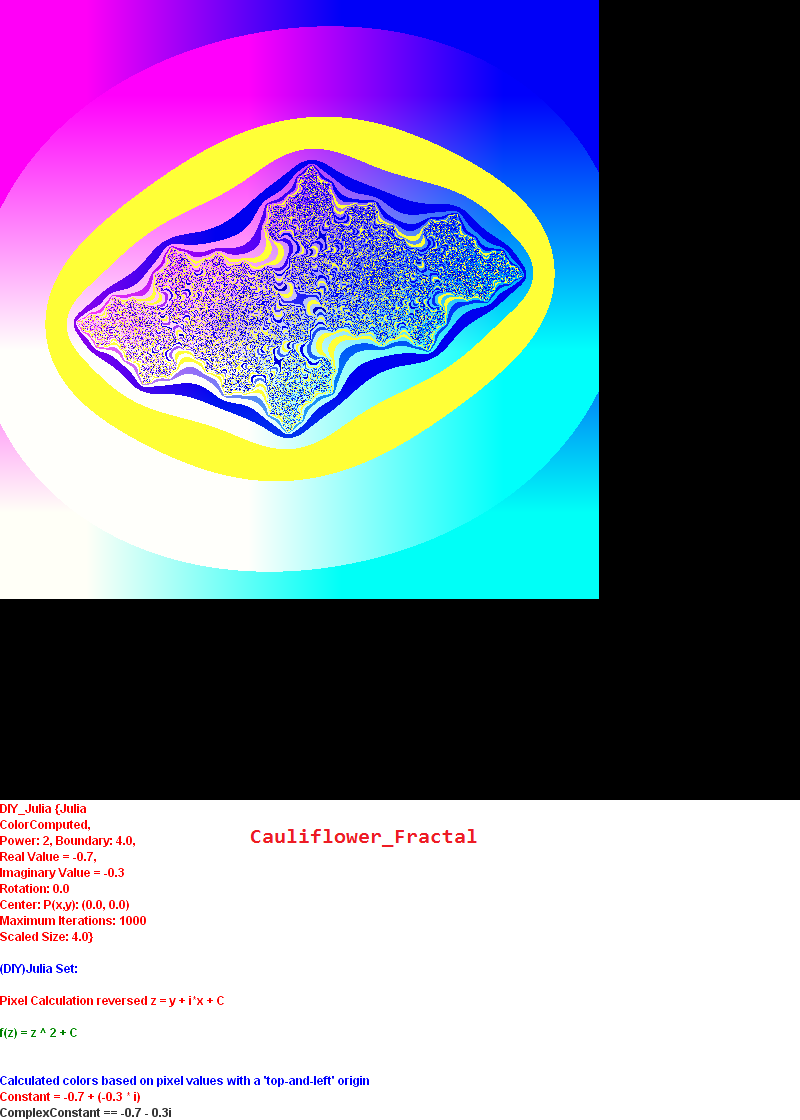 DIY_Julia {Julia
ColorComputed,
Cauliflower_Fractal
Power: 2, Boundary: 4.0,
Real Value = -0.7,
Imaginary Value = -0.3
Rotation: 0.0
Center: P(x,y): (0.0, 0.0)
Maximum Iterations: 1000
Scaled Size: 4.0}
(DIY)Julia Set:
Pixel Calculation reversed z = y + i*x + C
f(z) = z ^ 2 + C
Calculated colors based on pixel values with a 'top-and-left' origin
Constant = -0.7 + (-0.3 * i)
ComplexConstant == -0.7 - 0.3i